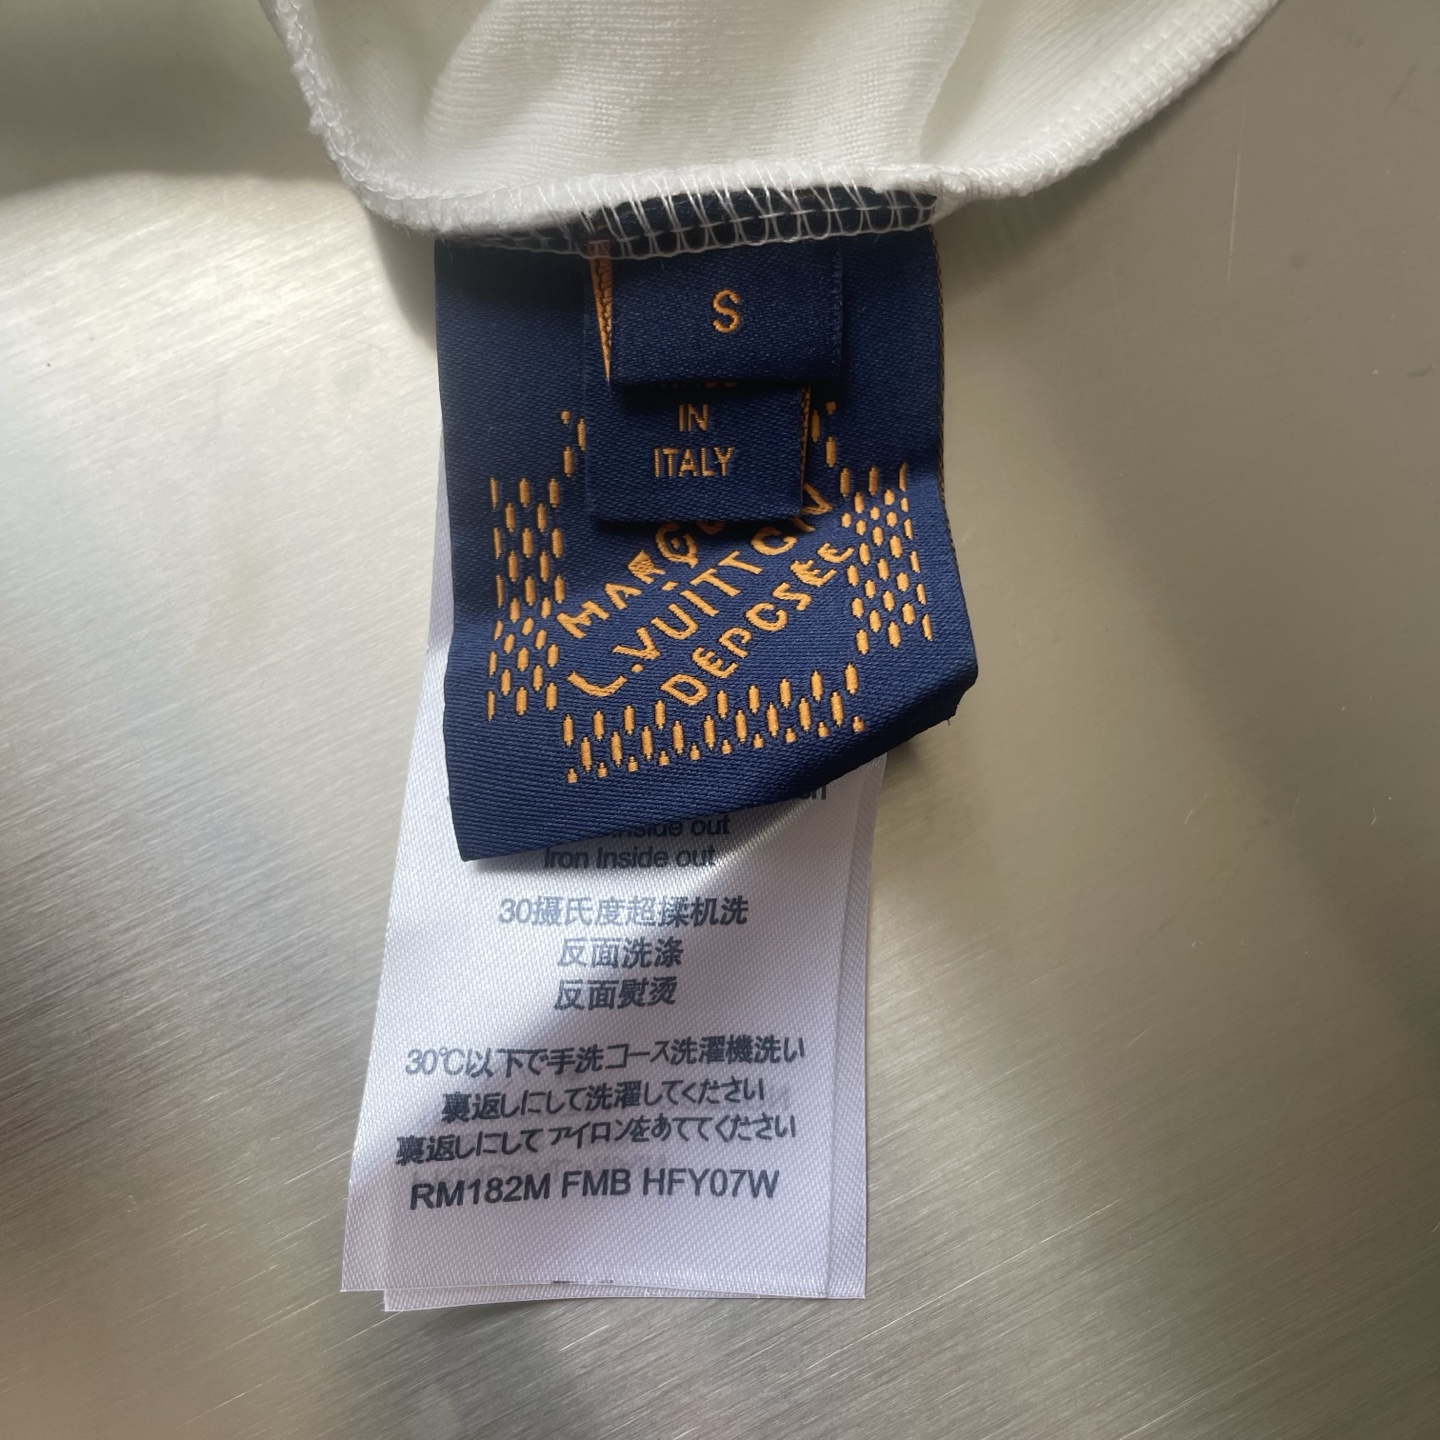 S
IN
ITALY
MARQUE
L.VUITTON
DEPOSÉE
Inside out
Iron Inside out
30摄氏度超揉机洗
反面洗涤
反面熨烫
30℃以下で手洗コース洗濯機洗い
裏返しにして洗濯してください
裏返しにしてアイロンをあててください
RM182M FMB HFY07W